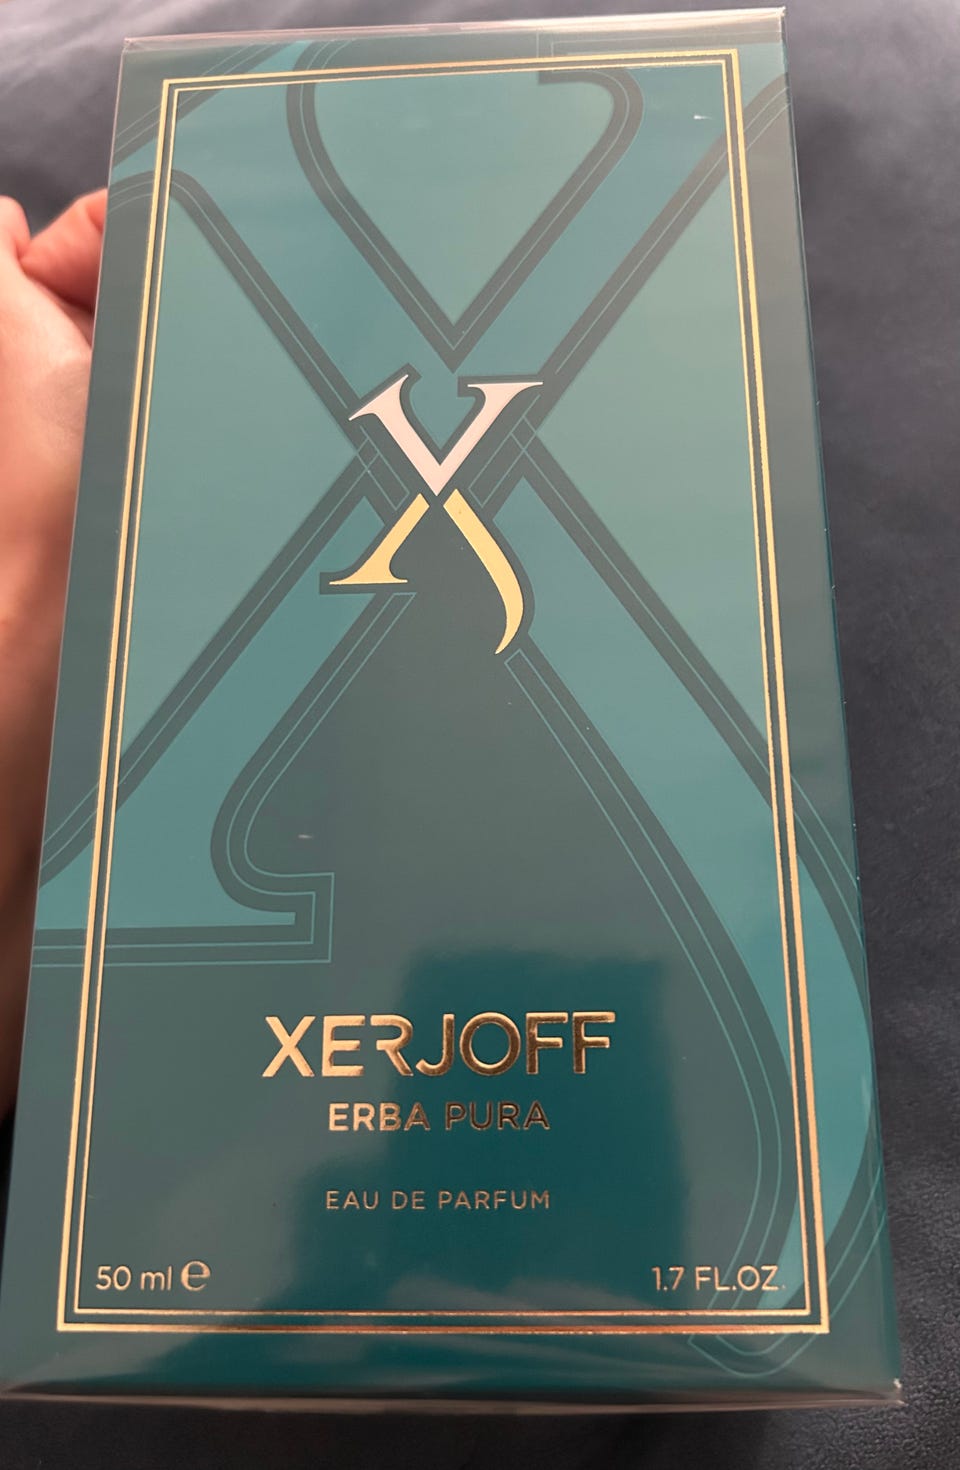 XERJOFF
ERBA PURA
EAU DE PARFUM
50 ml ℮
1.7 FL.OZ.